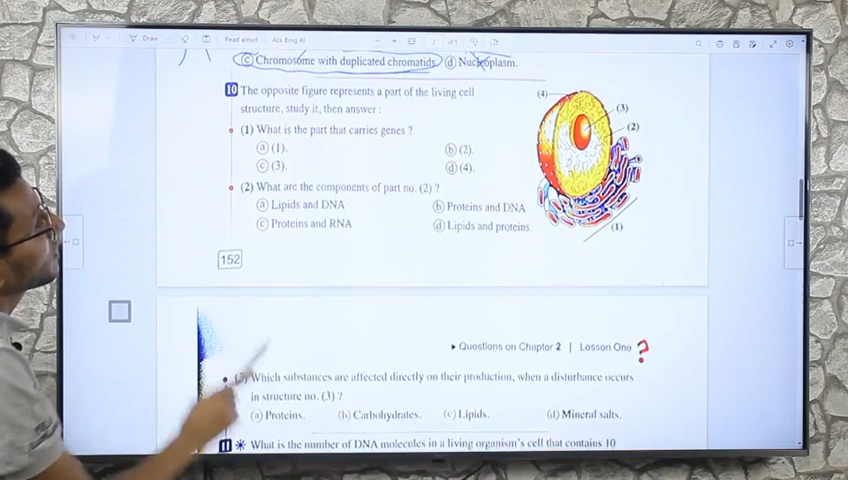 Draw
Read aloud
Ask Bing AI
(c) Chromosome with duplicated chromatids.
(d) Nucleoplasm.
10 The opposite figure represents a part of the living cell
structure, study it, then answer :
(1) What is the part that carries genes ?
(a) (1).
(b) (2).
(c) (3).
(d) (4).
(2) What are the components of part no. (2) ?
(a) Lipids and DNA
(b) Proteins and DNA
(c) Proteins and RNA
(d) Lipids and proteins.
(4)
(3)
(2)
(1)
152
Questions on Chapter 2 | Lesson One ?
Which substances are affected directly on their production, when a disturbance occurs
in structure no. (3) ?
(a) Proteins.
(b) Carbohydrates.
(c) Lipids.
(d) Mineral salts.
11 * What is the number of DNA molecules in a living organism's cell that contains 10